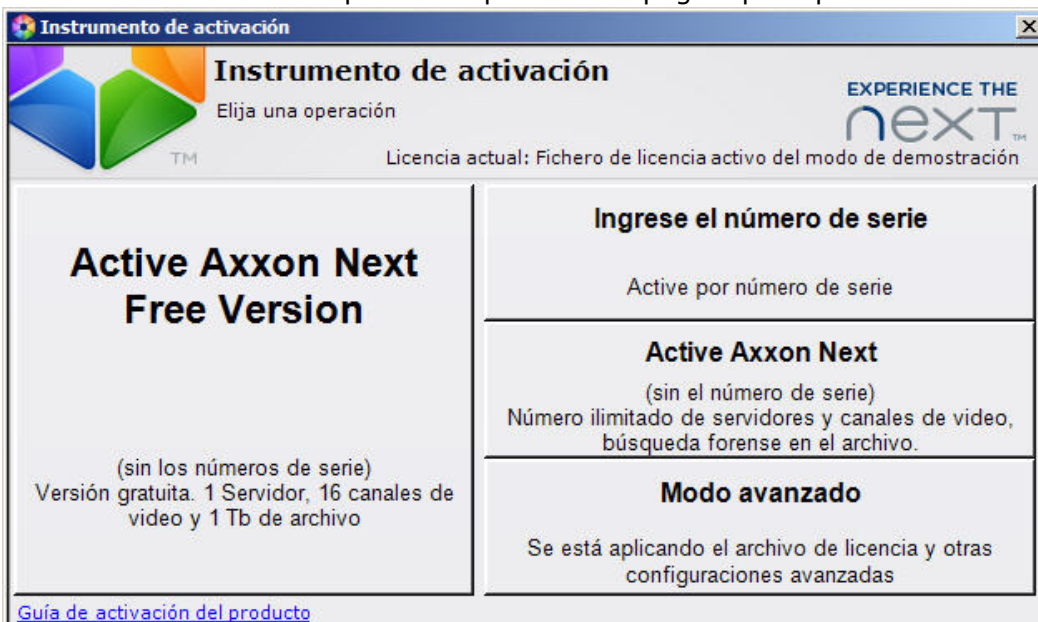 Instrumento de activación
Instrumento de activación
Elija una operación
EXPERIENCE THE
next TM
TM
Licencia actual: Fichero de licencia activo del modo de demostración
Active Axxon Next
Free Version
(sin los números de serie)
Versión gratuita. 1 Servidor, 16 canales de
video y 1 Tb de archivo
Ingrese el número de serie
Active por número de serie
Active Axxon Next
(sin el número de serie)
Número ilimitado de servidores y canales de video,
búsqueda forense en el archivo.
Modo avanzado
Se está aplicando el archivo de licencia y otras
configuraciones avanzadas
Guía de activación del producto